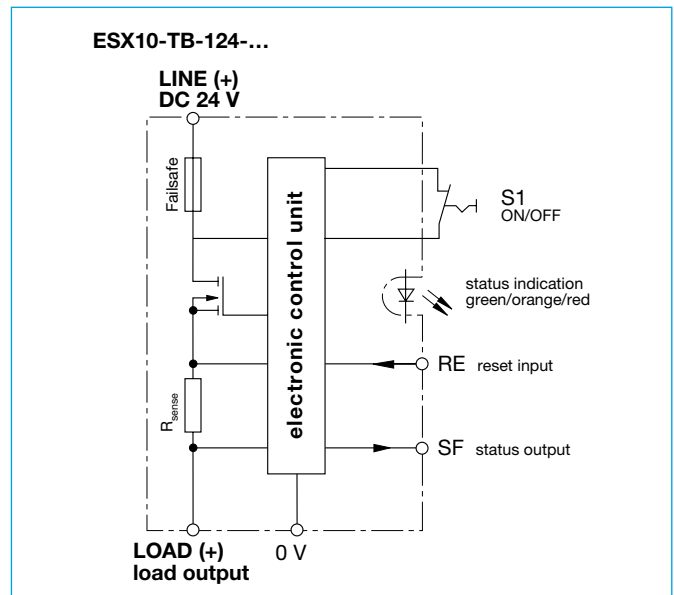 ESX10-TB-124-...
LINE (+)
DC 24 V
Failsafe
electronic control unit
S1
ON/OFF
status indication
green/orange/red
RE reset input
Rsense
SF status output
LOAD (+)
load output
0 V